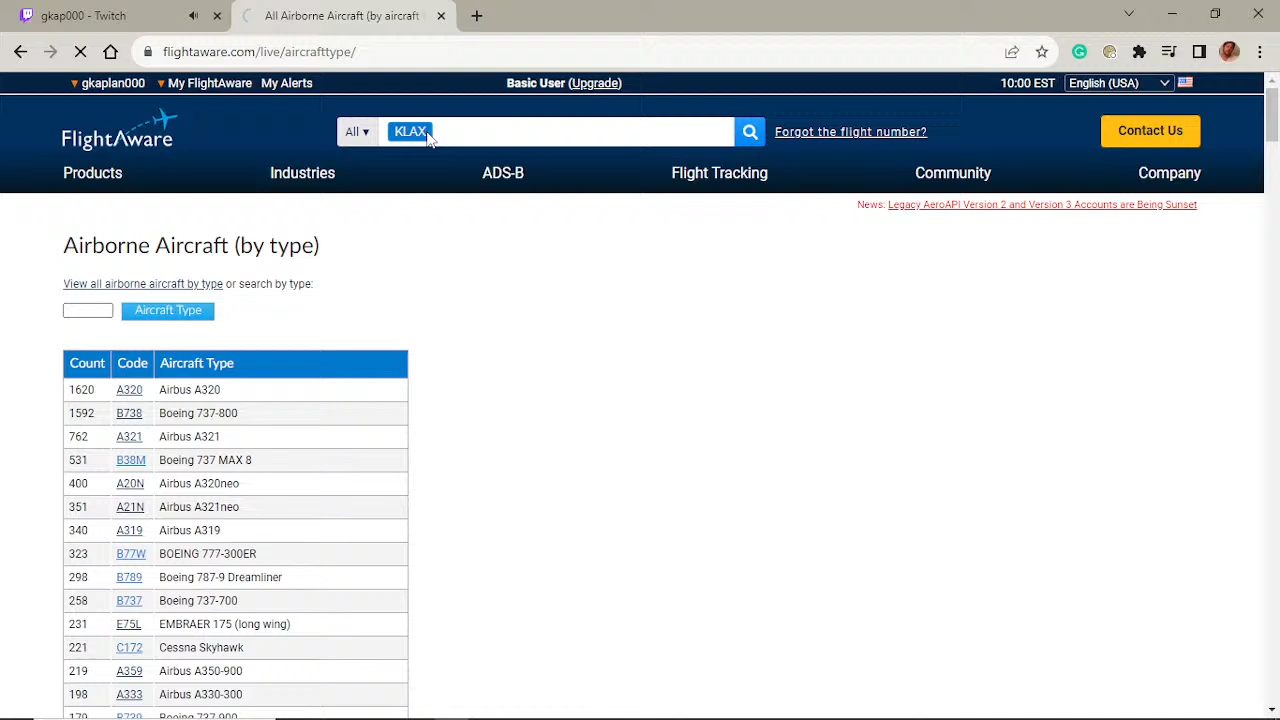 gkap000 - Twitch
All Airborne Aircraft (by aircraft
flightaware.com/live/aircrafttype/
▾ gkaplan000 ▾ My FlightAware My Alerts Basic User (Upgrade) 10:00 EST English (USA)
FlightAware All ▾ KLAX Forgot the flight number? Contact Us
Products Industries ADS-B Flight Tracking Community Company
News: Legacy AeroAPI Version 2 and Version 3 Accounts are Being Sunset
Airborne Aircraft (by type)
View all airborne aircraft by type or search by type:
Aircraft Type
Count Code Aircraft Type
1620 A320 Airbus A320
1592 B738 Boeing 737-800
762 A321 Airbus A321
531 B38M Boeing 737 MAX 8
400 A20N Airbus A320neo
351 A21N Airbus A321neo
340 A319 Airbus A319
323 B77W BOEING 777-300ER
298 B789 Boeing 787-9 Dreamliner
258 B737 Boeing 737-700
231 E75L EMBRAER 175 (long wing)
221 C172 Cessna Skyhawk
219 A359 Airbus A350-900
198 A333 Airbus A330-300
179 B739 Boeing 737-900